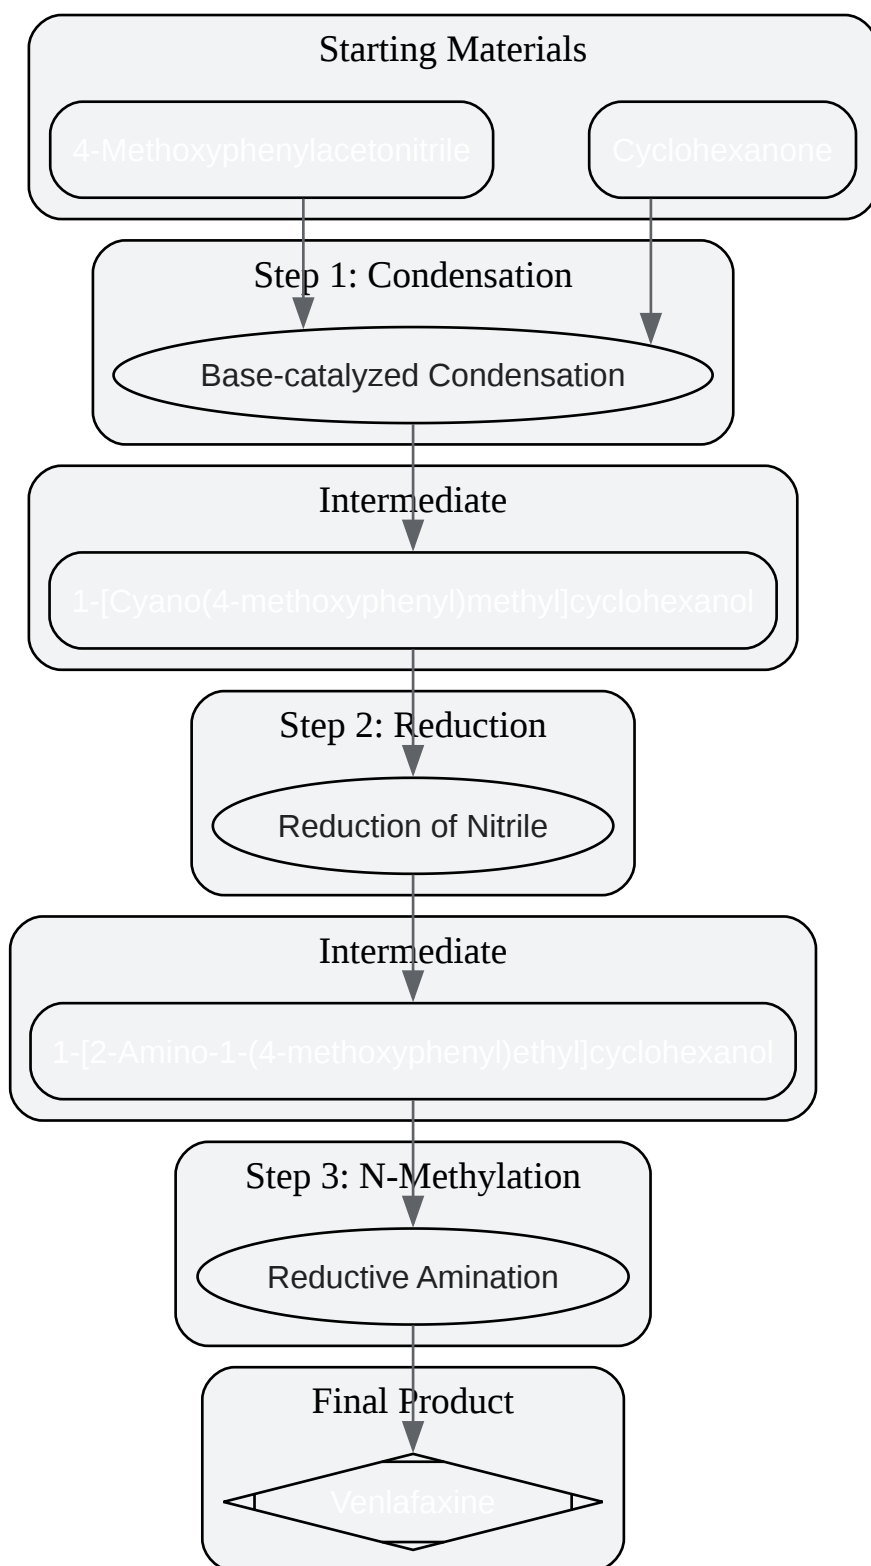 Starting Materials
4-Methoxyphenylacetonitrile
Cyclohexanone
Step 1: Condensation
Base-catalyzed Condensation
Intermediate
1-[Cyano(4-methoxyphenyl)methyl]cyclohexanol
Step 2: Reduction
Reduction of Nitrile
Intermediate
1-[2-Amino-1-(4-methoxyphenyl)ethyl]cyclohexanol
Step 3: N-Methylation
Reductive Amination
Final Product
Venlafaxine